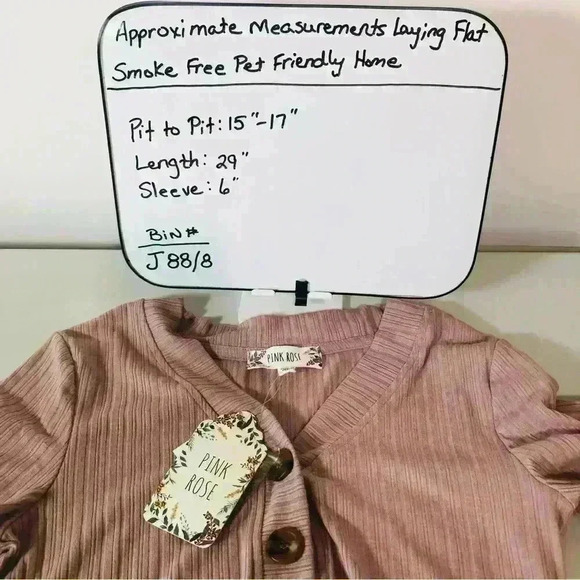 Approximate Measurements Laying Flat
Smoke Free Pet Friendly Home
Pit to Pit: 15"-17"
Length: 29"
Sleeve: 6"
BiN #
J 88/8
PINK ROSE
PINK
ROSE